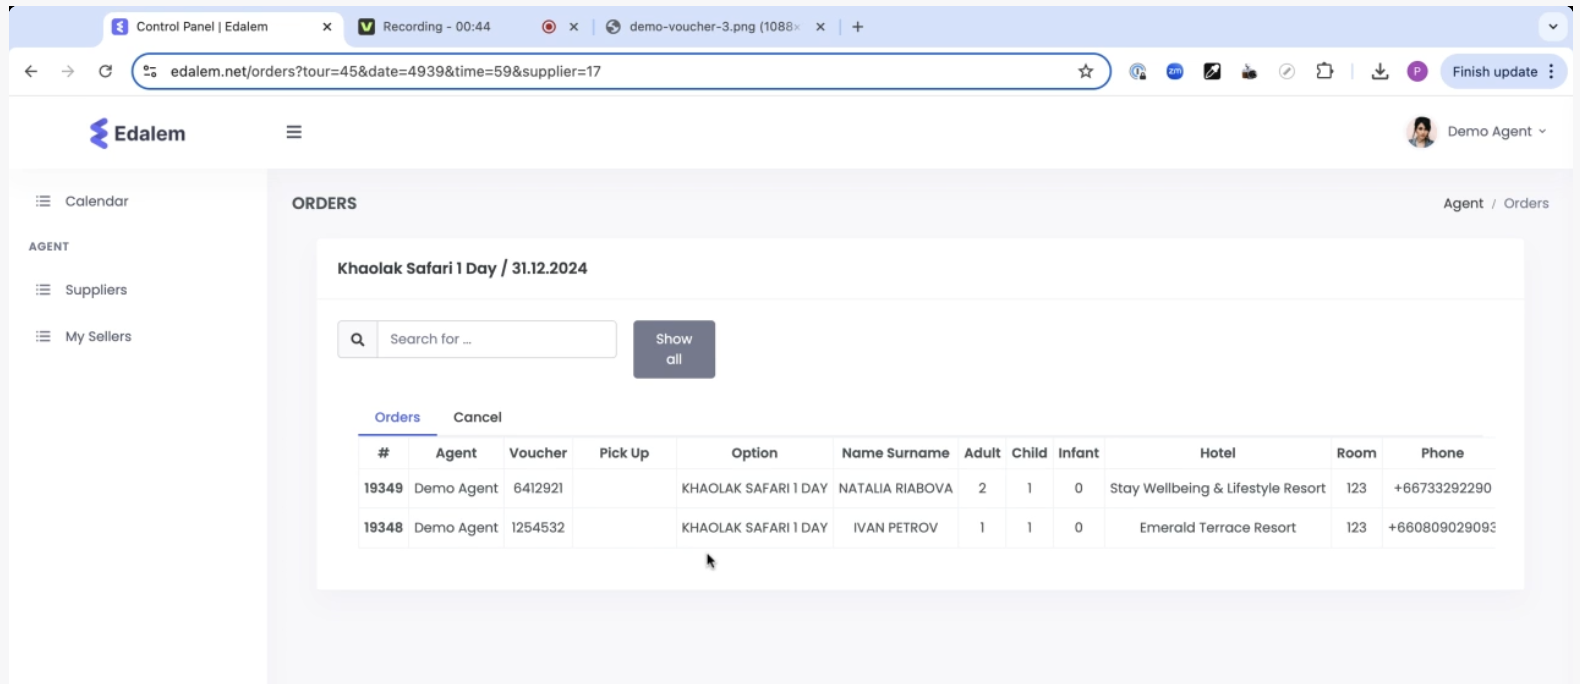 Control Panel | Edalem
Recording - 00:44
demo-voucher-3.png (1088×
edalem.net/orders?tour=45&date=4939&time=59&supplier=17
zm
P
Finish update
Edalem
Demo Agent
Calendar
AGENT
Suppliers
My Sellers
ORDERS
Agent / Orders
Khaolak Safari 1 Day / 31.12.2024
Search for ...
Show
all
Orders Cancel
# Agent Voucher Pick Up Option Name Surname Adult Child Infant Hotel Room Phone
19349 Demo Agent 6412921 KHAOLAK SAFARI 1 DAY NATALIA RIABOVA 2 1 0 Stay Wellbeing & Lifestyle Resort 123 +66733292290
19348 Demo Agent 1254532 KHAOLAK SAFARI 1 DAY IVAN PETROV 1 1 0 Emerald Terrace Resort 123 +660809029093